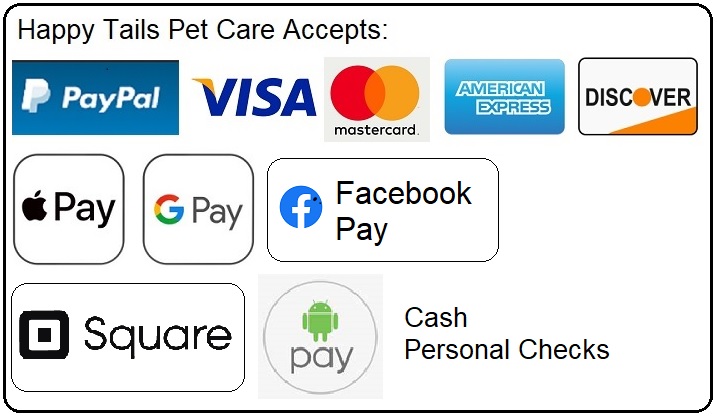 Happy Tails Pet Care Accepts:
PayPal
VISA
mastercard.
AMERICAN
EXPRESS
DISCOVER
Pay
G Pay
Facebook
Pay
Square
pay
Cash
Personal Checks